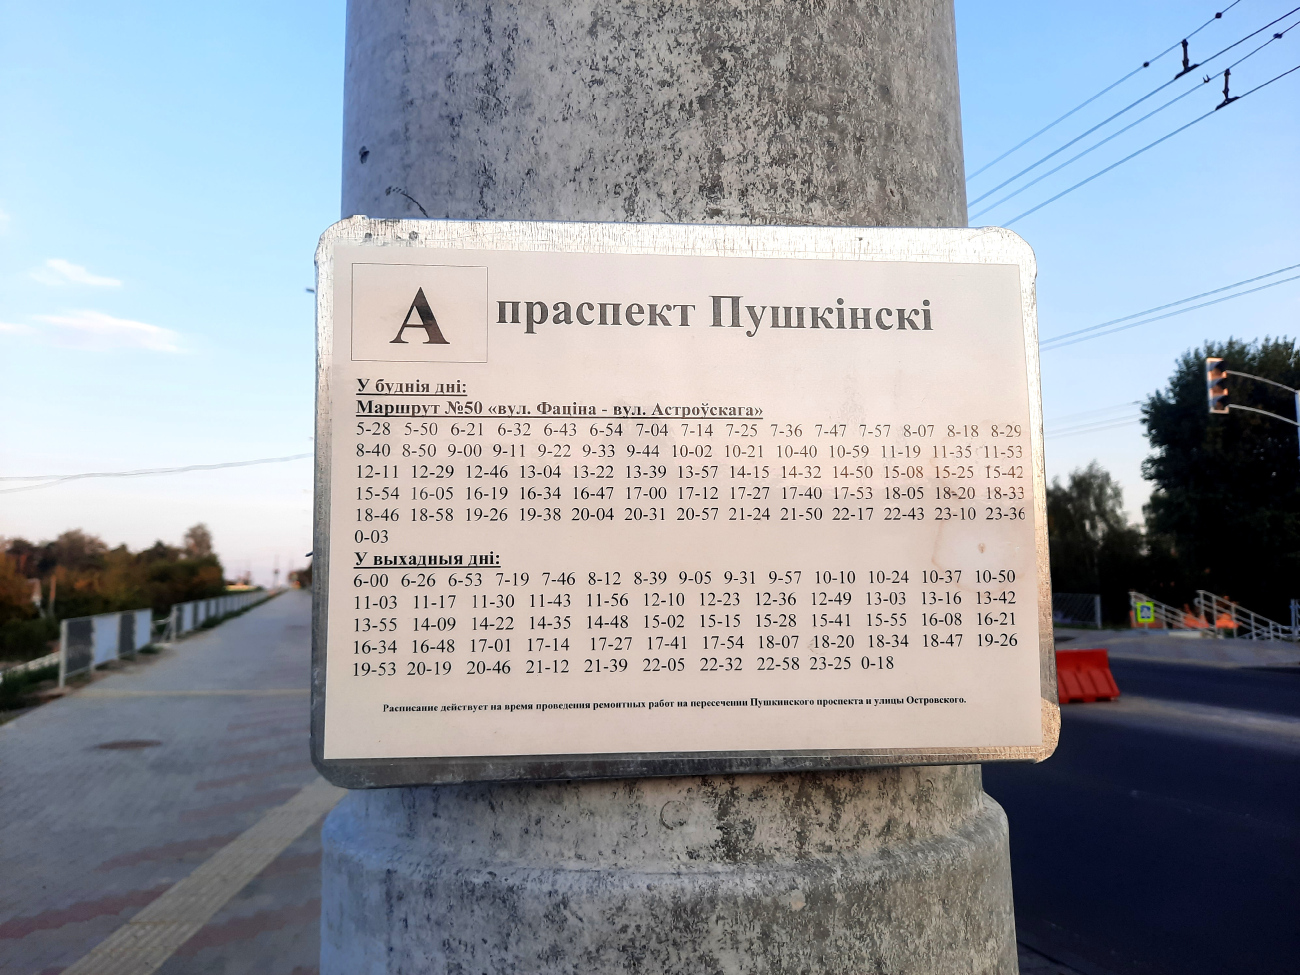 А праспект Пушкінскі
У буднія дні:
Маршрут №50 «вул. Фаціна - вул. Астроўскага»
5-28 5-50 6-21 6-32 6-43 6-54 7-04 7-14 7-25 7-36 7-47 7-57 8-07 8-18 8-29
8-40 8-50 9-00 9-11 9-22 9-33 9-44 10-02 10-21 10-40 10-59 11-19 11-35 11-53
12-11 12-29 12-46 13-04 13-22 13-39 13-57 14-15 14-32 14-50 15-08 15-25 15-42
15-54 16-05 16-19 16-34 16-47 17-00 17-12 17-27 17-40 17-53 18-05 18-20 18-33
18-46 18-58 19-26 19-38 20-04 20-31 20-57 21-24 21-50 22-17 22-43 23-10 23-36
0-03
У выхадныя дні:
6-00 6-26 6-53 7-19 7-46 8-12 8-39 9-05 9-31 9-57 10-10 10-24 10-37 10-50
11-03 11-17 11-30 11-43 11-56 12-10 12-23 12-36 12-49 13-03 13-16 13-42
13-55 14-09 14-22 14-35 14-48 15-02 15-15 15-28 15-41 15-55 16-08 16-21
16-34 16-48 17-01 17-14 17-27 17-41 17-54 18-07 18-20 18-34 18-47 19-26
19-53 20-19 20-46 21-12 21-39 22-05 22-32 22-58 23-25 0-18
Расписание действует на время проведения ремонтных работ на пересечении Пушкинского проспекта и улицы Островского.